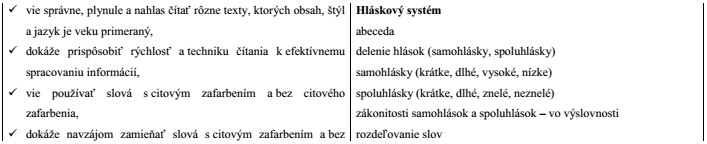 ✓ vie správne, plynule a nahlas čítať rôzne texty, ktorých obsah, štýl
a jazyk je veku primeraný,
✓ dokáže prispôsobiť rýchlosť a techniku čítania k efektívnemu
spracovaniu informácií,
✓ vie používať slová s citovým zafarbením a bez citového
zafarbenia,
✓ dokáže navzájom zamieňať slová s citovým zafarbením a bez
Hláskový systém
abeceda
delenie hlások (samohlásky, spoluhlásky)
samohlásky (krátke, dlhé, vysoké, nízke)
spoluhlásky (krátke, dlhé, znelé, neznelé)
zákonitosti samohlások a spoluhlások – vo výslovnosti
rozdeľovanie slov